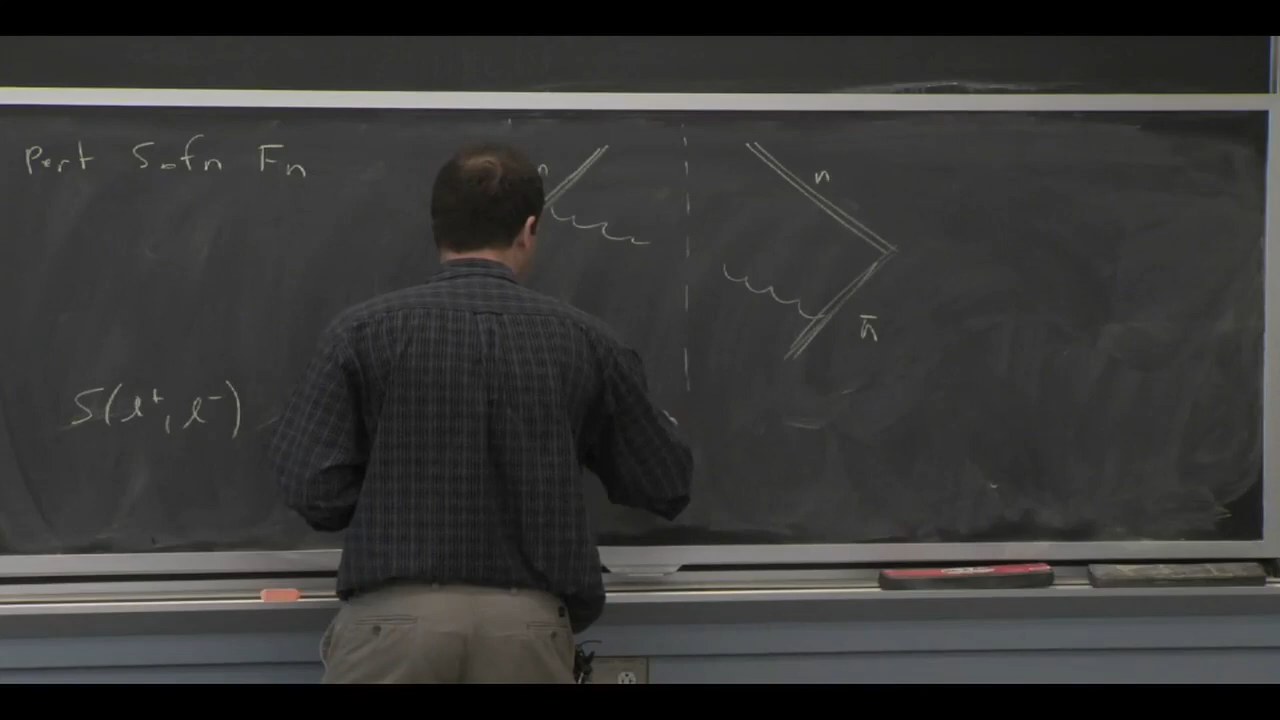 Pert Sofn Fn
n
n
n̄
S(ℓ⁺, ℓ⁻)